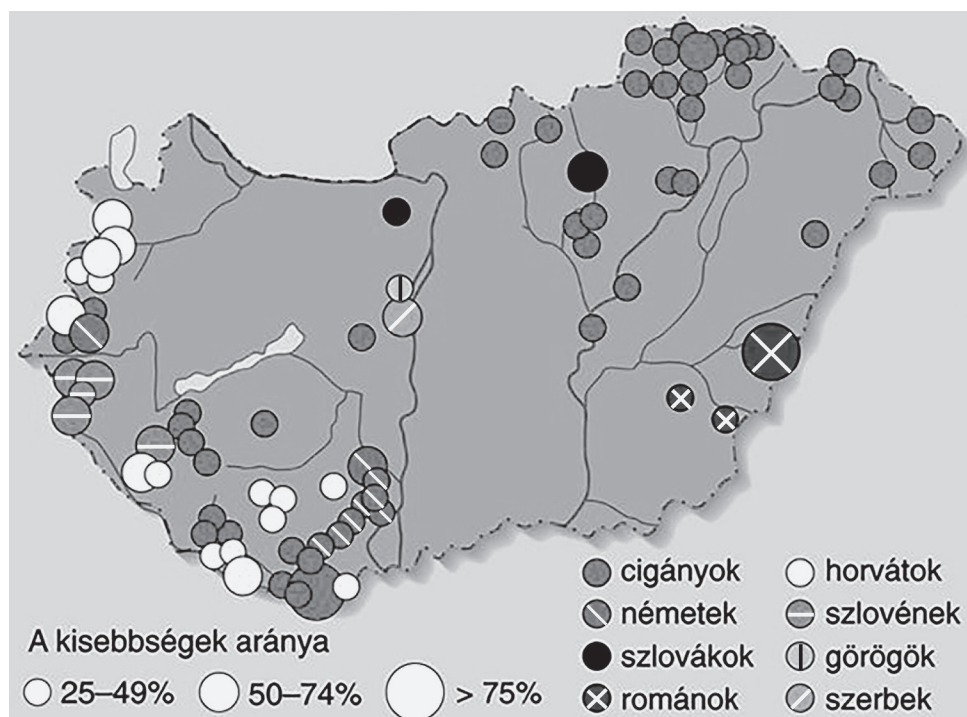 cigányok
németek
szlovákok
románok
horvátok
szlovének
görögök
szerbek
A kisebbségek aránya
25–49%
50–74%
> 75%